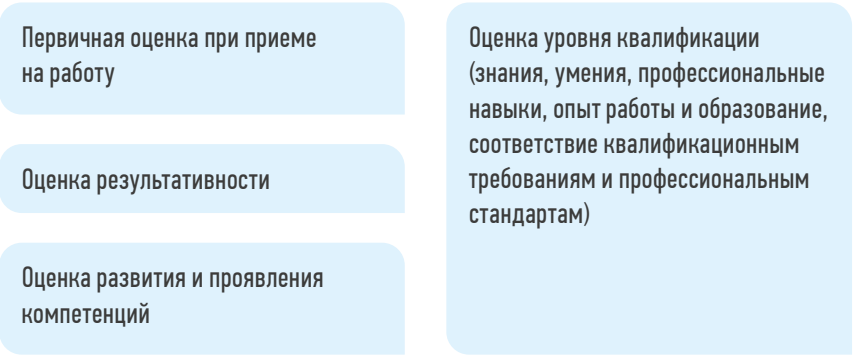 Первичная оценка при приеме
на работу
Оценка результативности
Оценка развития и проявления
компетенций
Оценка уровня квалификации
(знания, умения, профессиональные
навыки, опыт работы и образование,
соответствие квалификационным
требованиям и профессиональным
стандартам)